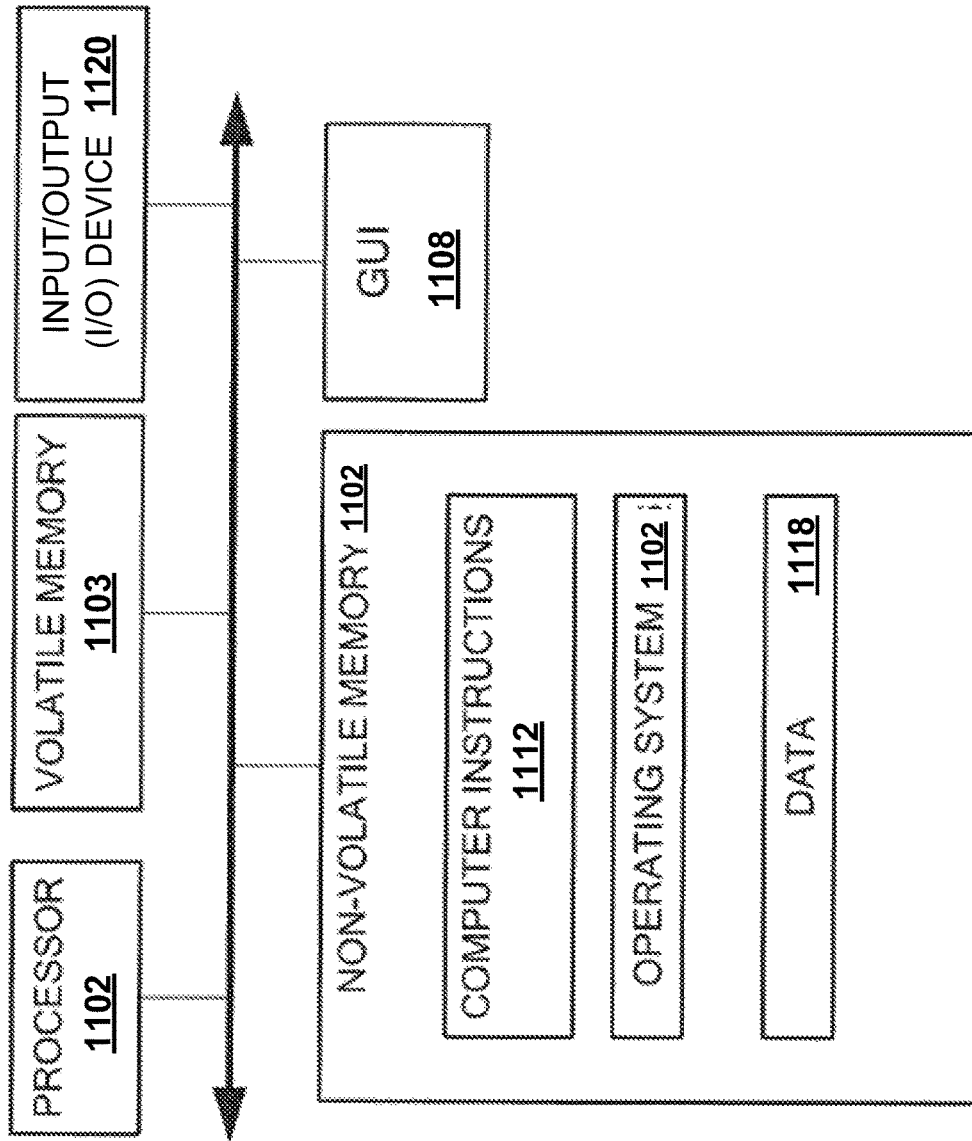 PROCESSOR
1102
VOLATILE MEMORY
1103
INPUT/OUTPUT
(I/O) DEVICE 1120
NON-VOLATILE MEMORY 1102
COMPUTER INSTRUCTIONS
1112
OPERATING SYSTEM 1102
DATA
1118
GUI
1108